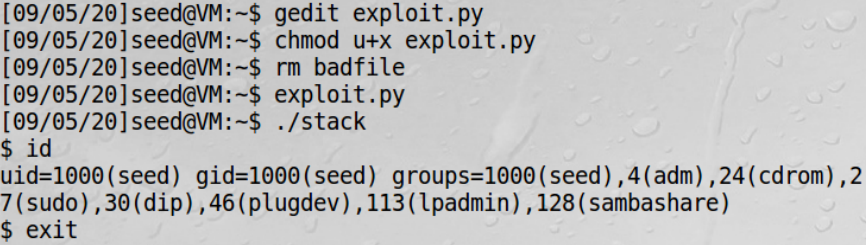 [09/05/20]seed@VM:~$ gedit exploit.py
[09/05/20]seed@VM:~$ chmod u+x exploit.py
[09/05/20]seed@VM:~$ rm badfile
[09/05/20]seed@VM:~$ exploit.py
[09/05/20]seed@VM:~$ ./stack
$ id
uid=1000(seed) gid=1000(seed) groups=1000(seed),4(adm),24(cdrom),2
7(sudo),30(dip),46(plugdev),113(lpadmin),128(sambashare)
$ exit